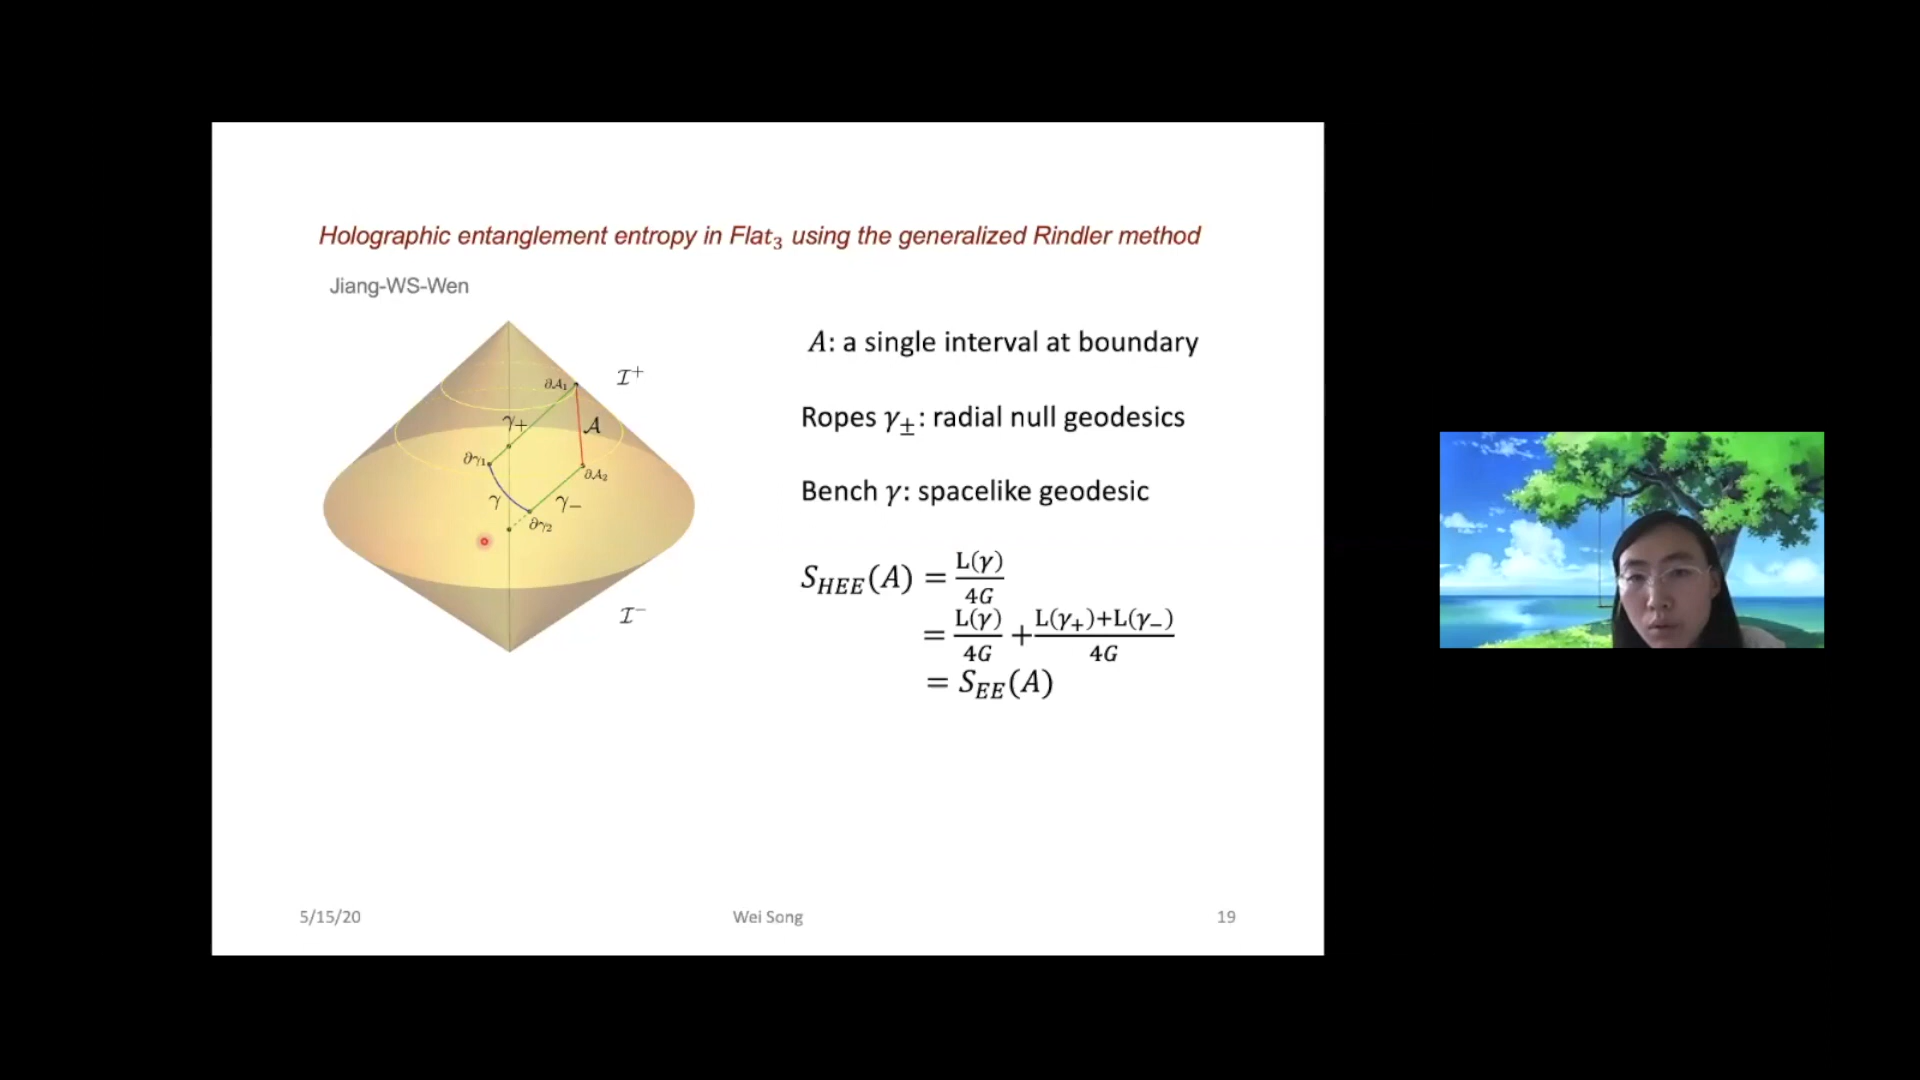 Holographic entanglement entropy in Flat₃ using the generalized Rindler method
Jiang-WS-Wen
A: a single interval at boundary
Ropes γ±: radial null geodesics
Bench γ: spacelike geodesic
S_HEE(A) = L(γ)/4G
= L(γ)/4G + L(γ₊)+L(γ₋)/4G
= S_EE(A)
I⁺
∂A₁
γ₊
A
∂γ₁
∂A₂
γ
γ₋
∂γ₂
I⁻
5/15/20
Wei Song
19